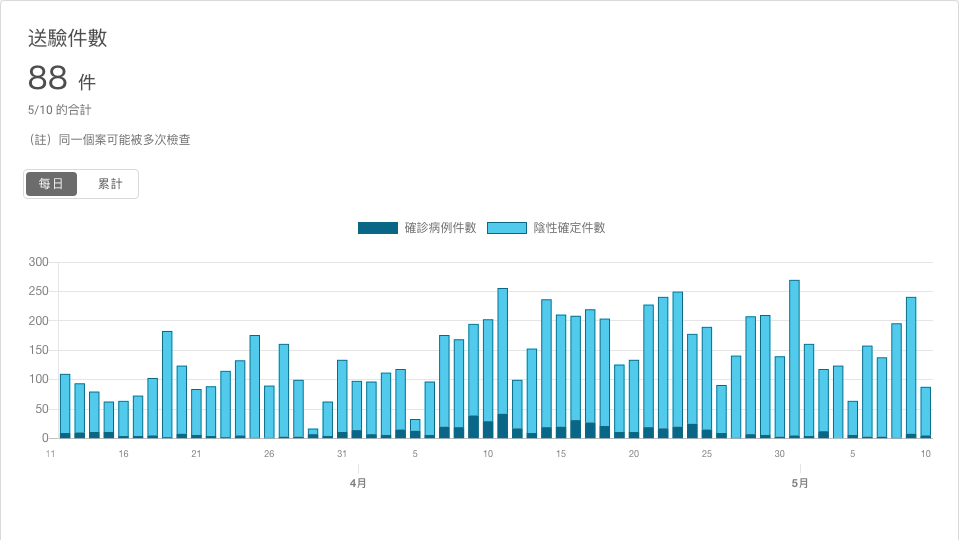 送驗件數
88 件
5/10 的合計
（註）同一個案可能被多次檢查
每日 累計
確診病例件數 陰性確定件數
300
250
200
150
100
50
0
11 16 21 26 31 5 10 15 20 25 30 5 10
4月 5月